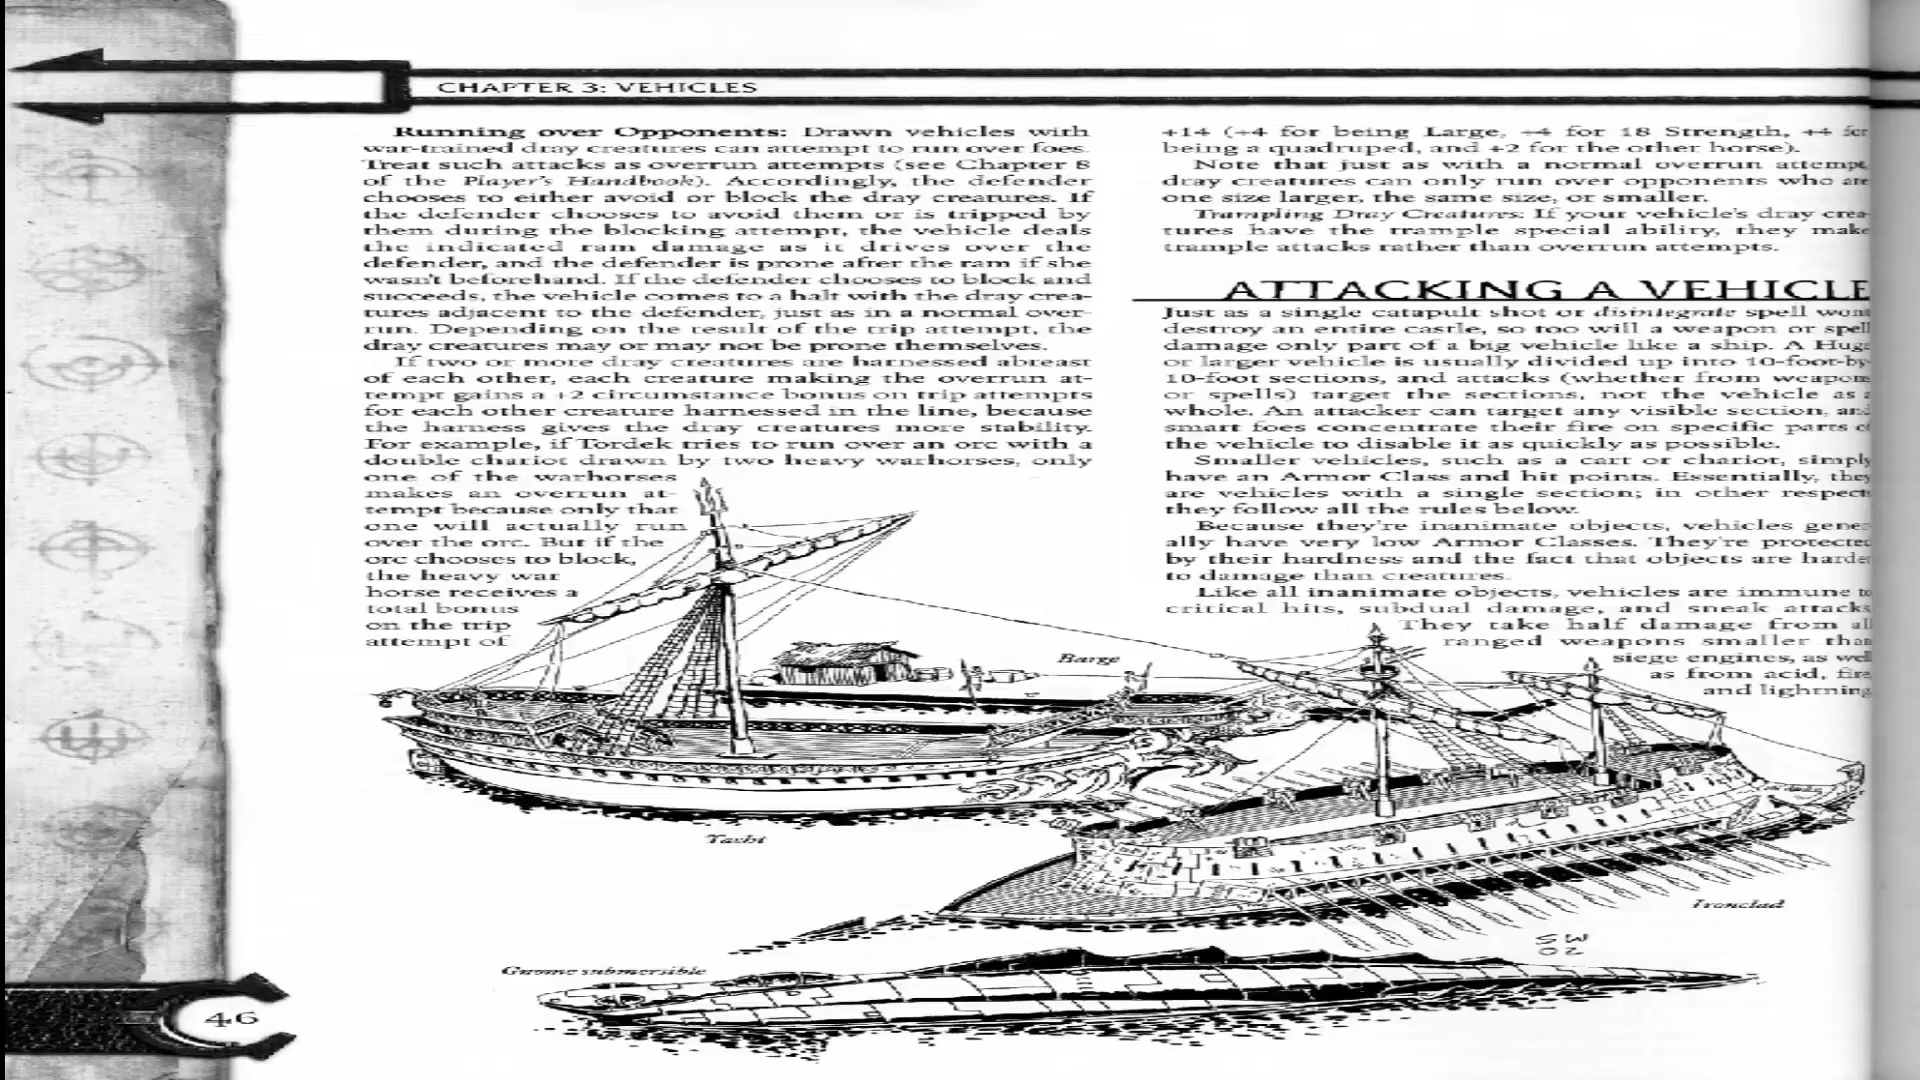 CHAPTER 3: VEHICLES
Running over Opponents: Drawn vehicles with
war-trained dray creatures can attempt to run over foes.
Treat such attacks as overrun attempts (see Chapter 8
of the Player's Handbook). Accordingly, the defender
chooses to either avoid or block the dray creatures. If
the defender chooses to avoid them or is tripped by
them during the blocking attempt, the vehicle deals
the indicated ram damage as it drives over the
defender, and the defender is prone after the ram if she
wasn't beforehand. If the defender chooses to block and
succeeds, the vehicle comes to a halt with the dray crea-
tures adjacent to the defender, just as in a normal over-
run. Depending on the result of the trip attempt, the
dray creatures may or may not be prone themselves.
If two or more dray creatures are harnessed abreast
of each other, each creature making the overrun at-
tempt gains a +2 circumstance bonus on trip attempts
for each other creature harnessed in the line, because
the harness gives the dray creatures more stability.
For example, if Tordek tries to run over an orc with a
double chariot drawn by two heavy warhorses, only
one of the warhorses
makes an overrun at-
tempt because only that
one will actually run
over the orc. But if the
orc chooses to block,
the heavy war
horse receives a
total bonus
on the trip
attempt of
+14 (+4 for being Large, +4 for 18 Strength, +4 for
being a quadruped, and +2 for the other horse).
Note that just as with a normal overrun attempt,
dray creatures can only run over opponents who are
one size larger, the same size, or smaller.
Trampling Dray Creatures: If your vehicle's dray crea-
tures have the trample special ability, they make
trample attacks rather than overrun attempts.
ATTACKING A VEHICLE
Just as a single catapult shot or disintegrate spell won't
destroy an entire castle, so too will a weapon or spell
damage only part of a big vehicle like a ship. A Huge
or larger vehicle is usually divided up into 10-foot-by-
10-foot sections, and attacks (whether from weapons
or spells) target the sections, not the vehicle as a
whole. An attacker can target any visible section, and
smart foes concentrate their fire on specific parts of
the vehicle to disable it as quickly as possible.
Smaller vehicles, such as a cart or chariot, simply
have an Armor Class and hit points. Essentially, they
are vehicles with a single section; in other respects
they follow all the rules below.
Because they're inanimate objects, vehicles gener-
ally have very low Armor Classes. They're protected
by their hardness and the fact that objects are harder
to damage than creatures.
Like all inanimate objects, vehicles are immune to
critical hits, subdual damage, and sneak attacks.
They take half damage from all
ranged weapons smaller than
siege engines, as well
as from acid, fire,
and lightning
Barge
Yacht
Ironclad
SW
02
Gnome submersible
46